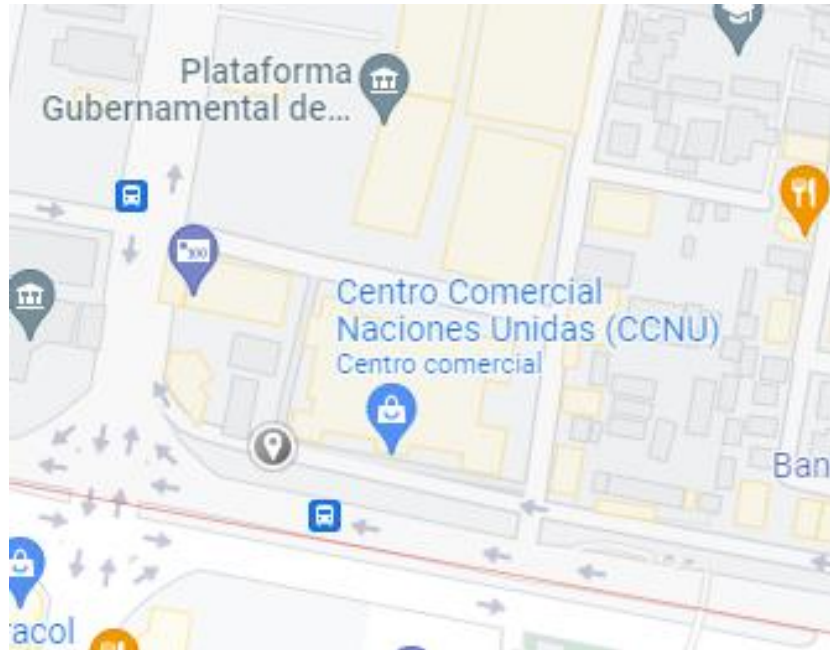 Plataforma
Gubernamental de...
Centro Comercial
Naciones Unidas (CCNU)
Centro comercial
Ban
racol